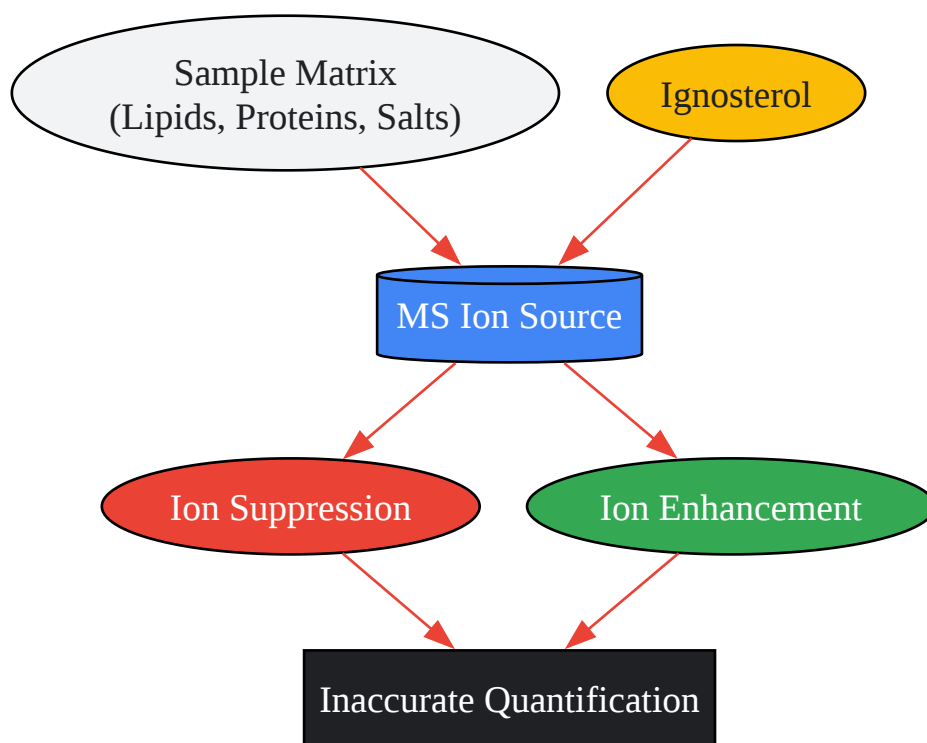 Sample Matrix
(Lipids, Proteins, Salts)
Ignosterol
MS Ion Source
Ion Suppression
Ion Enhancement
Inaccurate Quantification